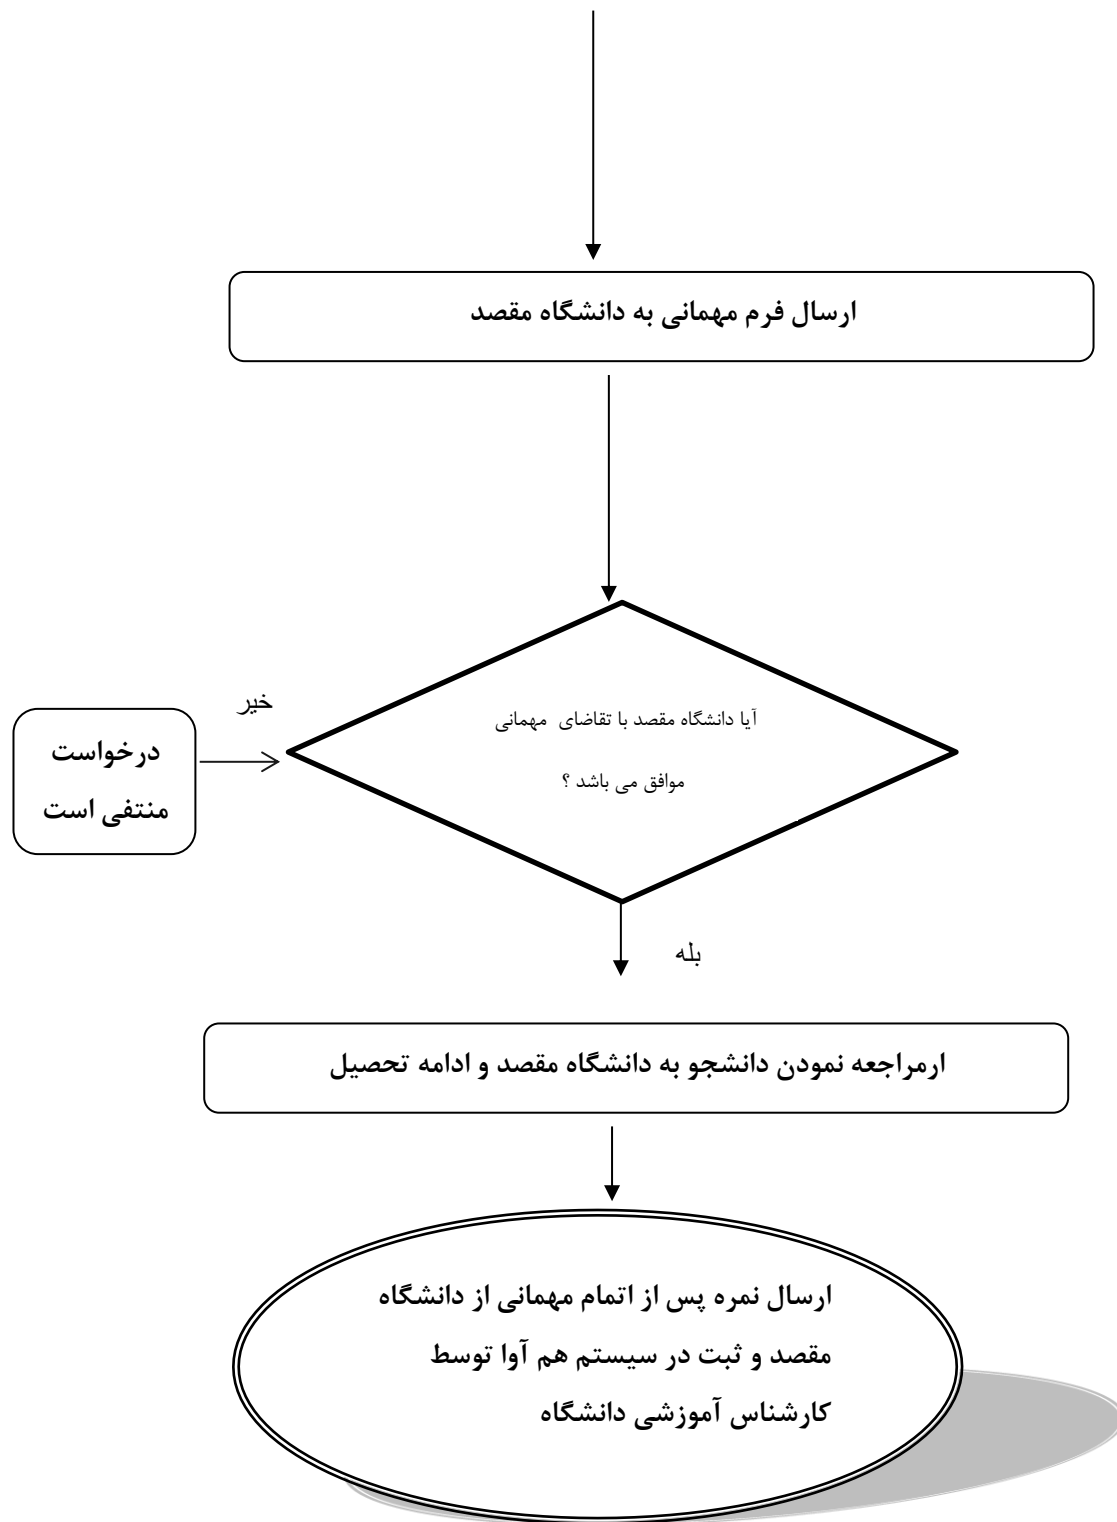 ارسال فرم مهمانی به دانشگاه مقصد
آیا دانشگاه مقصد با تقاضای مهمانی
موافق می باشد ؟
خیر
درخواست
منتفی است
بله
ارمراجعه نمودن دانشجو به دانشگاه مقصد و ادامه تحصیل
ارسال نمره پس از اتمام مهمانی از دانشگاه
مقصد و ثبت در سیستم هم آوا توسط
کارشناس آموزشی دانشگاه